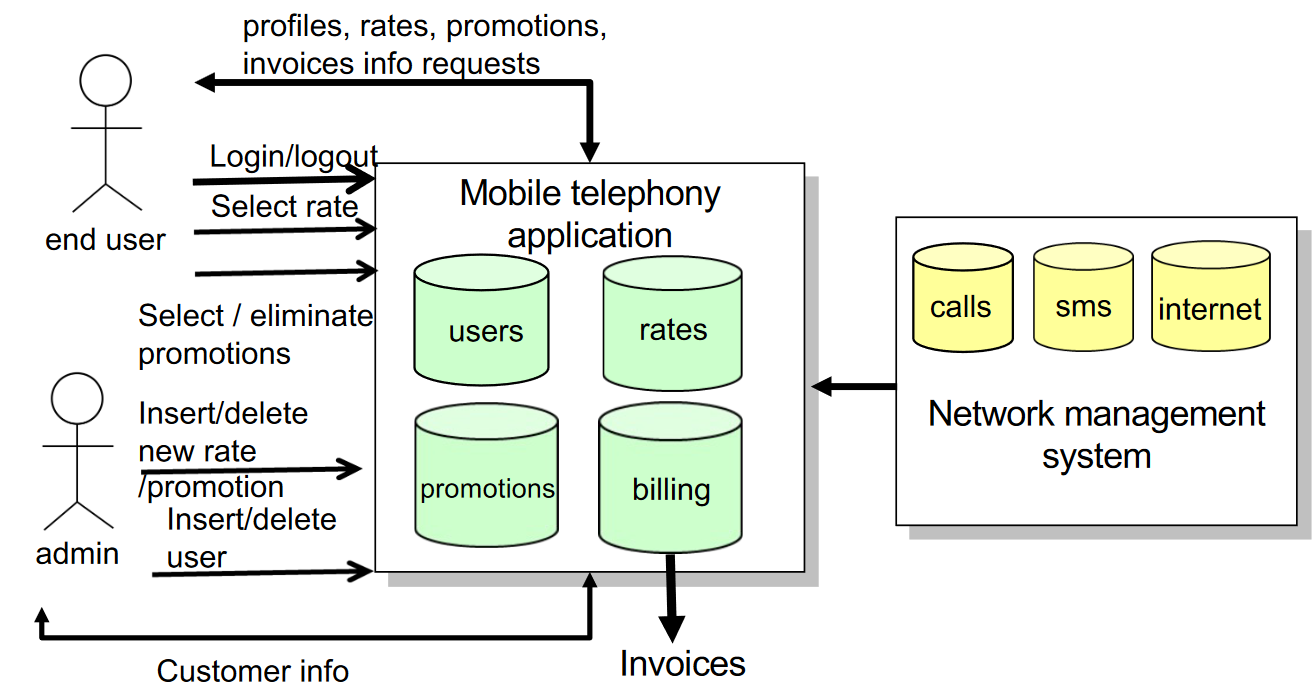 profiles, rates, promotions,
invoices info requests
Login/logout
Select rate
end user
Select / eliminate
promotions
Insert/delete
new rate
/promotion
Insert/delete
user
admin
Customer info
Mobile telephony
application
users
rates
promotions
billing
Invoices
calls
sms
internet
Network management
system